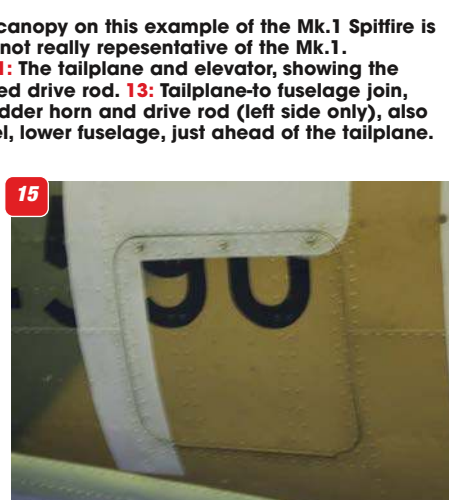 canopy on this example of the Mk.1 Spitfire is
not really repesentative of the Mk.1.
1: The tailplane and elevator, showing the
ed drive rod. 13: Tailplane-to fuselage join,
dder horn and drive rod (left side only), also
el, lower fuselage, just ahead of the tailplane.
15
590